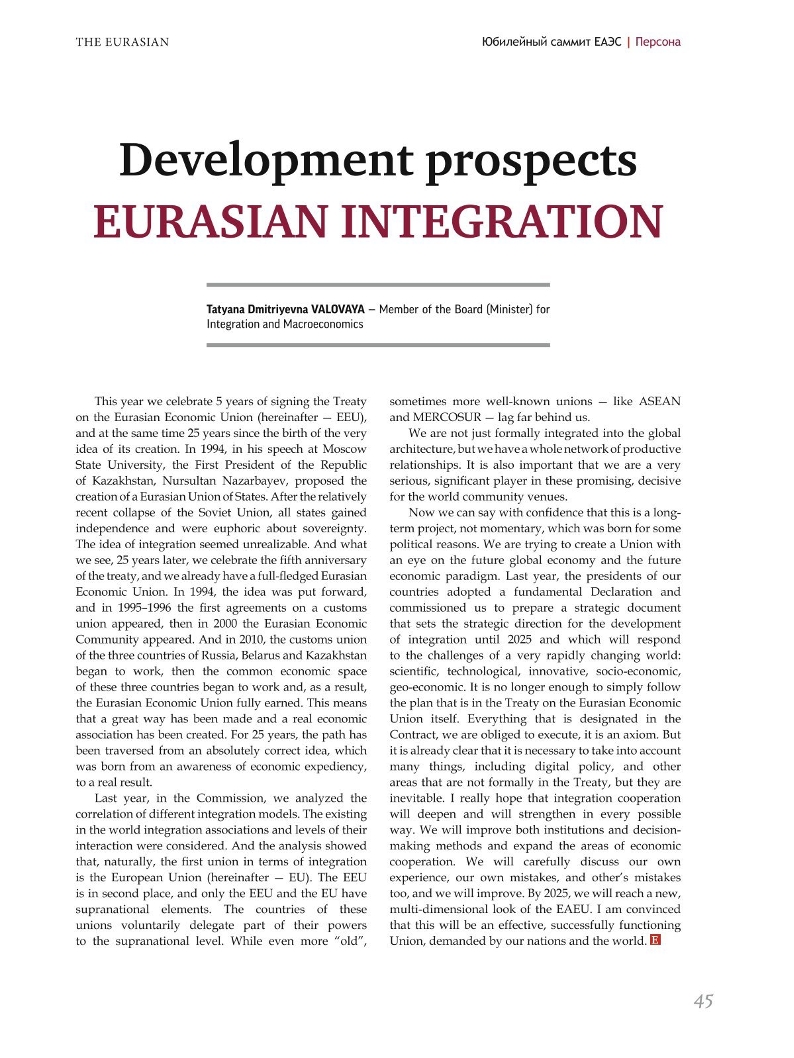 THE EURASIAN
Юбилейный саммит ЕАЭС | Персона
Development prospects
EURASIAN INTEGRATION
Tatyana Dmitriyevna VALOVAYA — Member of the Board (Minister) for
Integration and Macroeconomics
This year we celebrate 5 years of signing the Treaty
on the Eurasian Economic Union (hereinafter — EEU),
and at the same time 25 years since the birth of the very
idea of its creation. In 1994, in his speech at Moscow
State University, the First President of the Republic
of Kazakhstan, Nursultan Nazarbayev, proposed the
creation of a Eurasian Union of States. After the relatively
recent collapse of the Soviet Union, all states gained
independence and were euphoric about sovereignty.
The idea of integration seemed unrealizable. And what
we see, 25 years later, we celebrate the fifth anniversary
of the treaty, and we already have a full-fledged Eurasian
Economic Union. In 1994, the idea was put forward,
and in 1995–1996 the first agreements on a customs
union appeared, then in 2000 the Eurasian Economic
Community appeared. And in 2010, the customs union
of the three countries of Russia, Belarus and Kazakhstan
began to work, then the common economic space
of these three countries began to work and, as a result,
the Eurasian Economic Union fully earned. This means
that a great way has been made and a real economic
association has been created. For 25 years, the path has
been traversed from an absolutely correct idea, which
was born from an awareness of economic expediency,
to a real result.
Last year, in the Commission, we analyzed the
correlation of different integration models. The existing
in the world integration associations and levels of their
interaction were considered. And the analysis showed
that, naturally, the first union in terms of integration
is the European Union (hereinafter — EU). The EEU
is in second place, and only the EEU and the EU have
supranational elements. The countries of these
unions voluntarily delegate part of their powers
to the supranational level. While even more “old”,
sometimes more well-known unions — like ASEAN
and MERCOSUR — lag far behind us.
We are not just formally integrated into the global
architecture, but we have a whole network of productive
relationships. It is also important that we are a very
serious, significant player in these promising, decisive
for the world community venues.
Now we can say with confidence that this is a long-
term project, not momentary, which was born for some
political reasons. We are trying to create a Union with
an eye on the future global economy and the future
economic paradigm. Last year, the presidents of our
countries adopted a fundamental Declaration and
commissioned us to prepare a strategic document
that sets the strategic direction for the development
of integration until 2025 and which will respond
to the challenges of a very rapidly changing world:
scientific, technological, innovative, socio-economic,
geo-economic. It is no longer enough to simply follow
the plan that is in the Treaty on the Eurasian Economic
Union itself. Everything that is designated in the
Contract, we are obliged to execute, it is an axiom. But
it is already clear that it is necessary to take into account
many things, including digital policy, and other
areas that are not formally in the Treaty, but they are
inevitable. I really hope that integration cooperation
will deepen and will strengthen in every possible
way. We will improve both institutions and decision-
making methods and expand the areas of economic
cooperation. We will carefully discuss our own
experience, our own mistakes, and other’s mistakes
too, and we will improve. By 2025, we will reach a new,
multi-dimensional look of the EAEU. I am convinced
that this will be an effective, successfully functioning
Union, demanded by our nations and the world. E
45